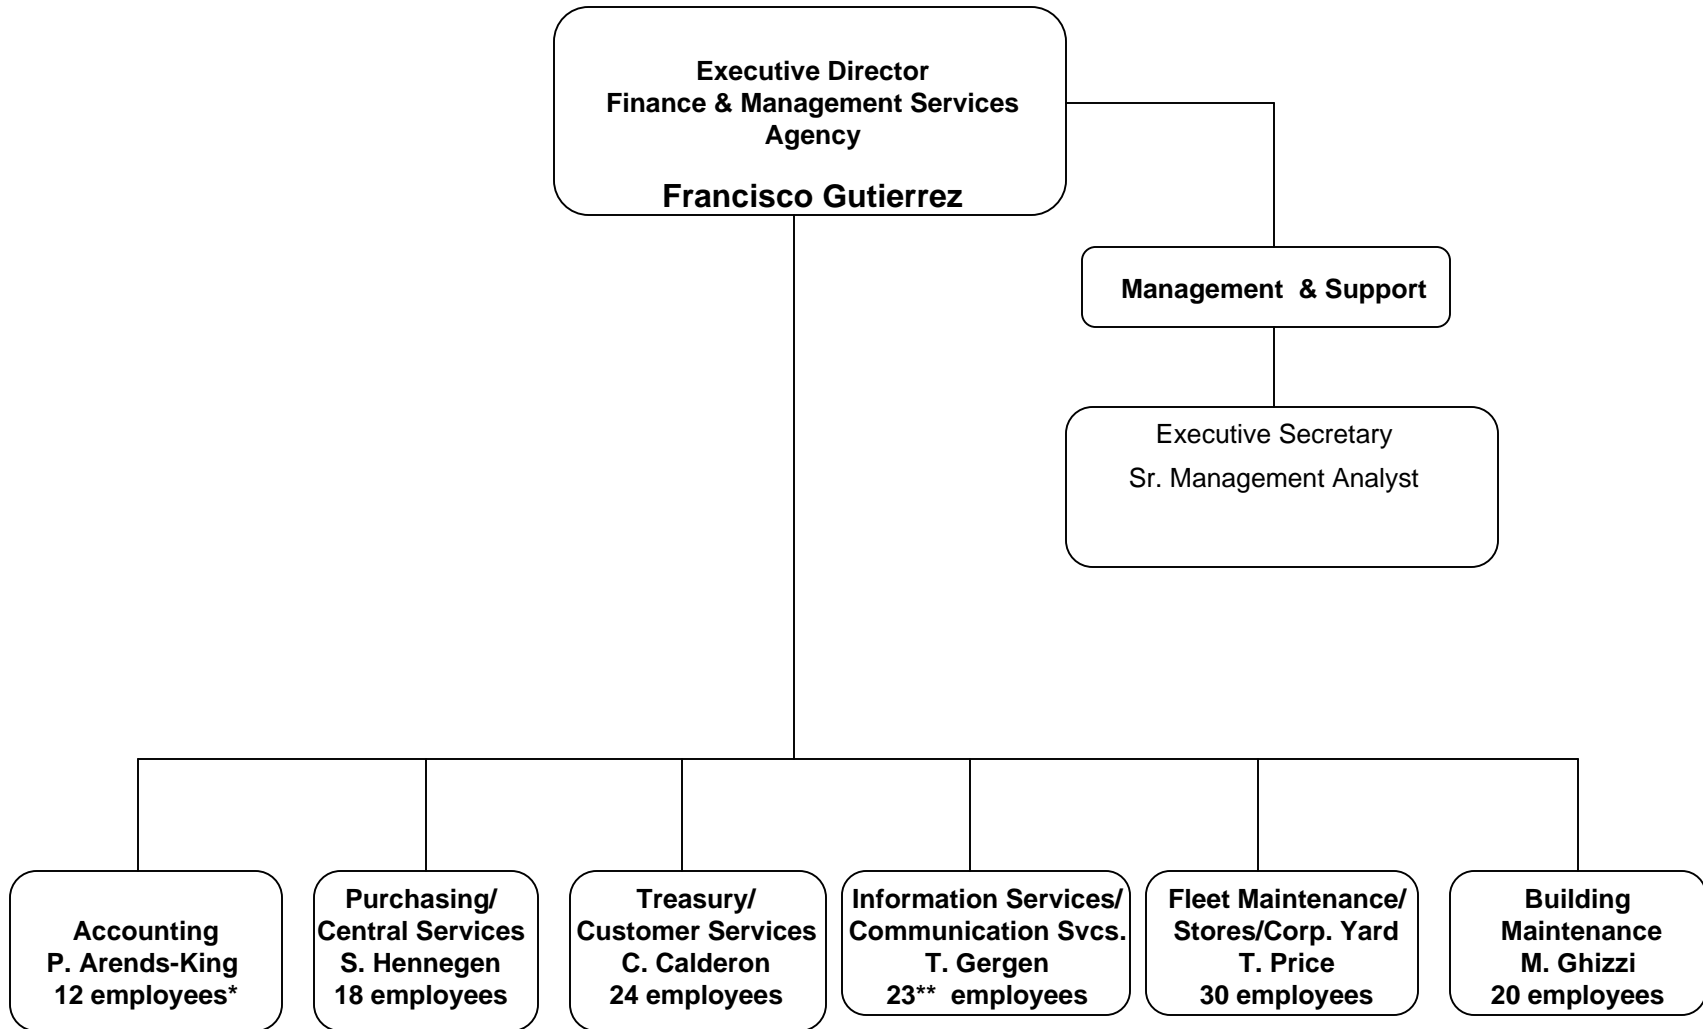 Executive Director
Finance & Management Services
Agency
Francisco Gutierrez
Management & Support
Executive Secretary
Sr. Management Analyst
Accounting
P. Arends-King
12 employees*
Purchasing/
Central Services
S. Hennegen
18 employees
Treasury/
Customer Services
C. Calderon
24 employees
Information Services/
Communication Svcs.
T. Gergen
23** employees
Fleet Maintenance/
Stores/Corp. Yard
T. Price
30 employees
Building
Maintenance
M. Ghizzi
20 employees